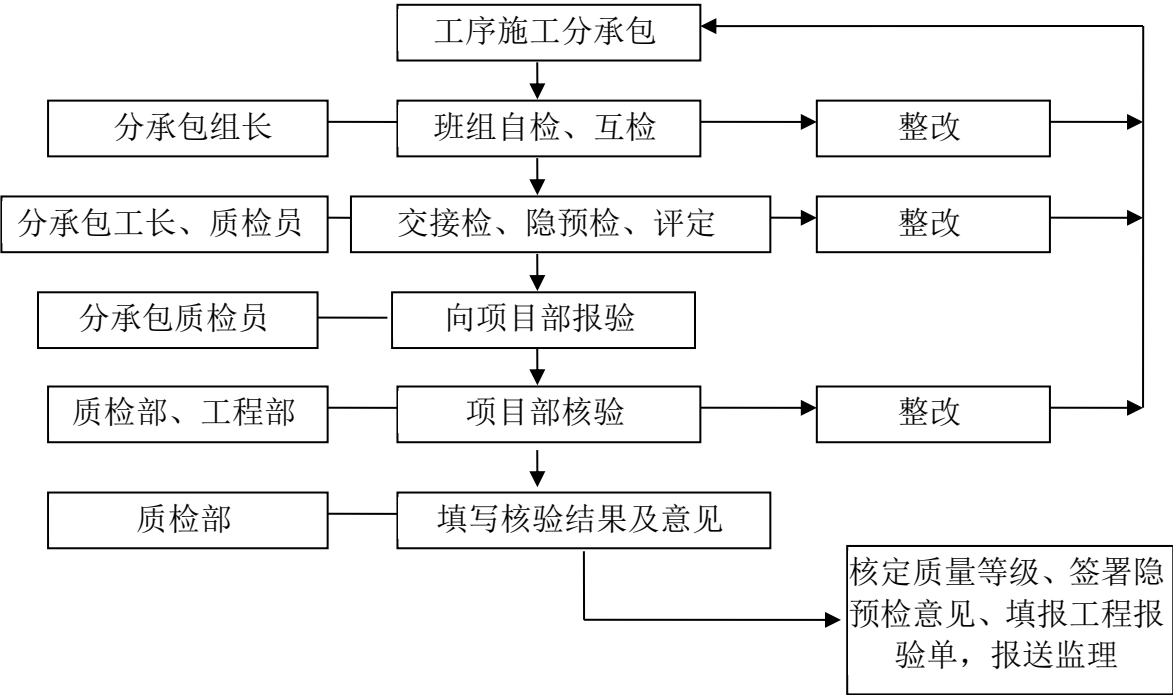 工序施工分承包
分承包组长
班组自检、互检
整改
分承包工长、质检员
交接检、隐预检、评定
整改
分承包质检员
向项目部报验
质检部、工程部
项目部核验
整改
质检部
填写核验结果及意见
核定质量等级、签署隐
预检意见、填报工程报
验单，报送监理